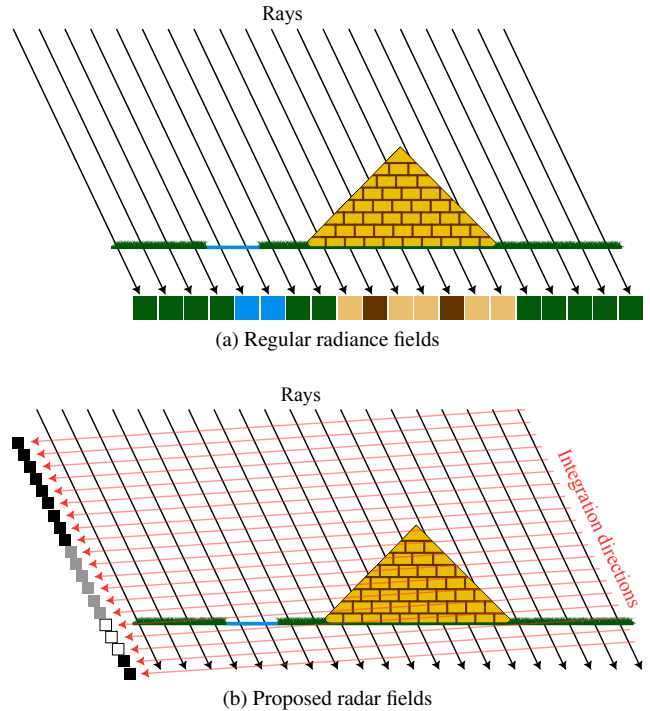 Rays
(a) Regular radiance fields
Rays
Integration directions
(b) Proposed radar fields